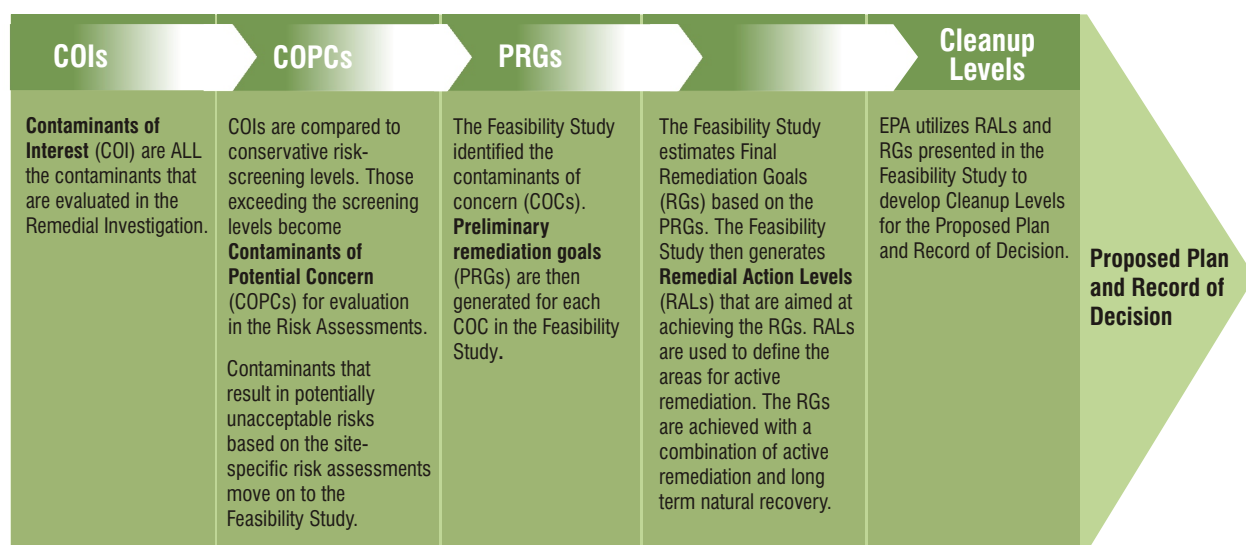 COIs
Contaminants of
Interest (COI) are ALL
the contaminants that
are evaluated in the
Remedial Investigation.
COPCs
COIs are compared to
conservative risk-
screening levels. Those
exceeding the screening
levels become
Contaminants of
Potential Concern
(COPCs) for evaluation
in the Risk Assessments.
Contaminants that
result in potentially
unacceptable risks
based on the site-
specific risk assessments
move on to the
Feasibility Study.
PRGs
The Feasibility Study
identified the
contaminants of
concern (COCs).
Preliminary
remediation goals
(PRGs) are then
generated for each
COC in the Feasibility
Study.
The Feasibility Study
estimates Final
Remediation Goals
(RGs) based on the
PRGs. The Feasibility
Study then generates
Remedial Action Levels
(RALs) that are aimed at
achieving the RGs. RALs
are used to define the
areas for active
remediation. The RGs
are achieved with a
combination of active
remediation and long
term natural recovery.
Cleanup
Levels
EPA utilizes RALs and
RGs presented in the
Feasibility Study to
develop Cleanup Levels
for the Proposed Plan
and Record of Decision.
Proposed Plan
and Record of
Decision